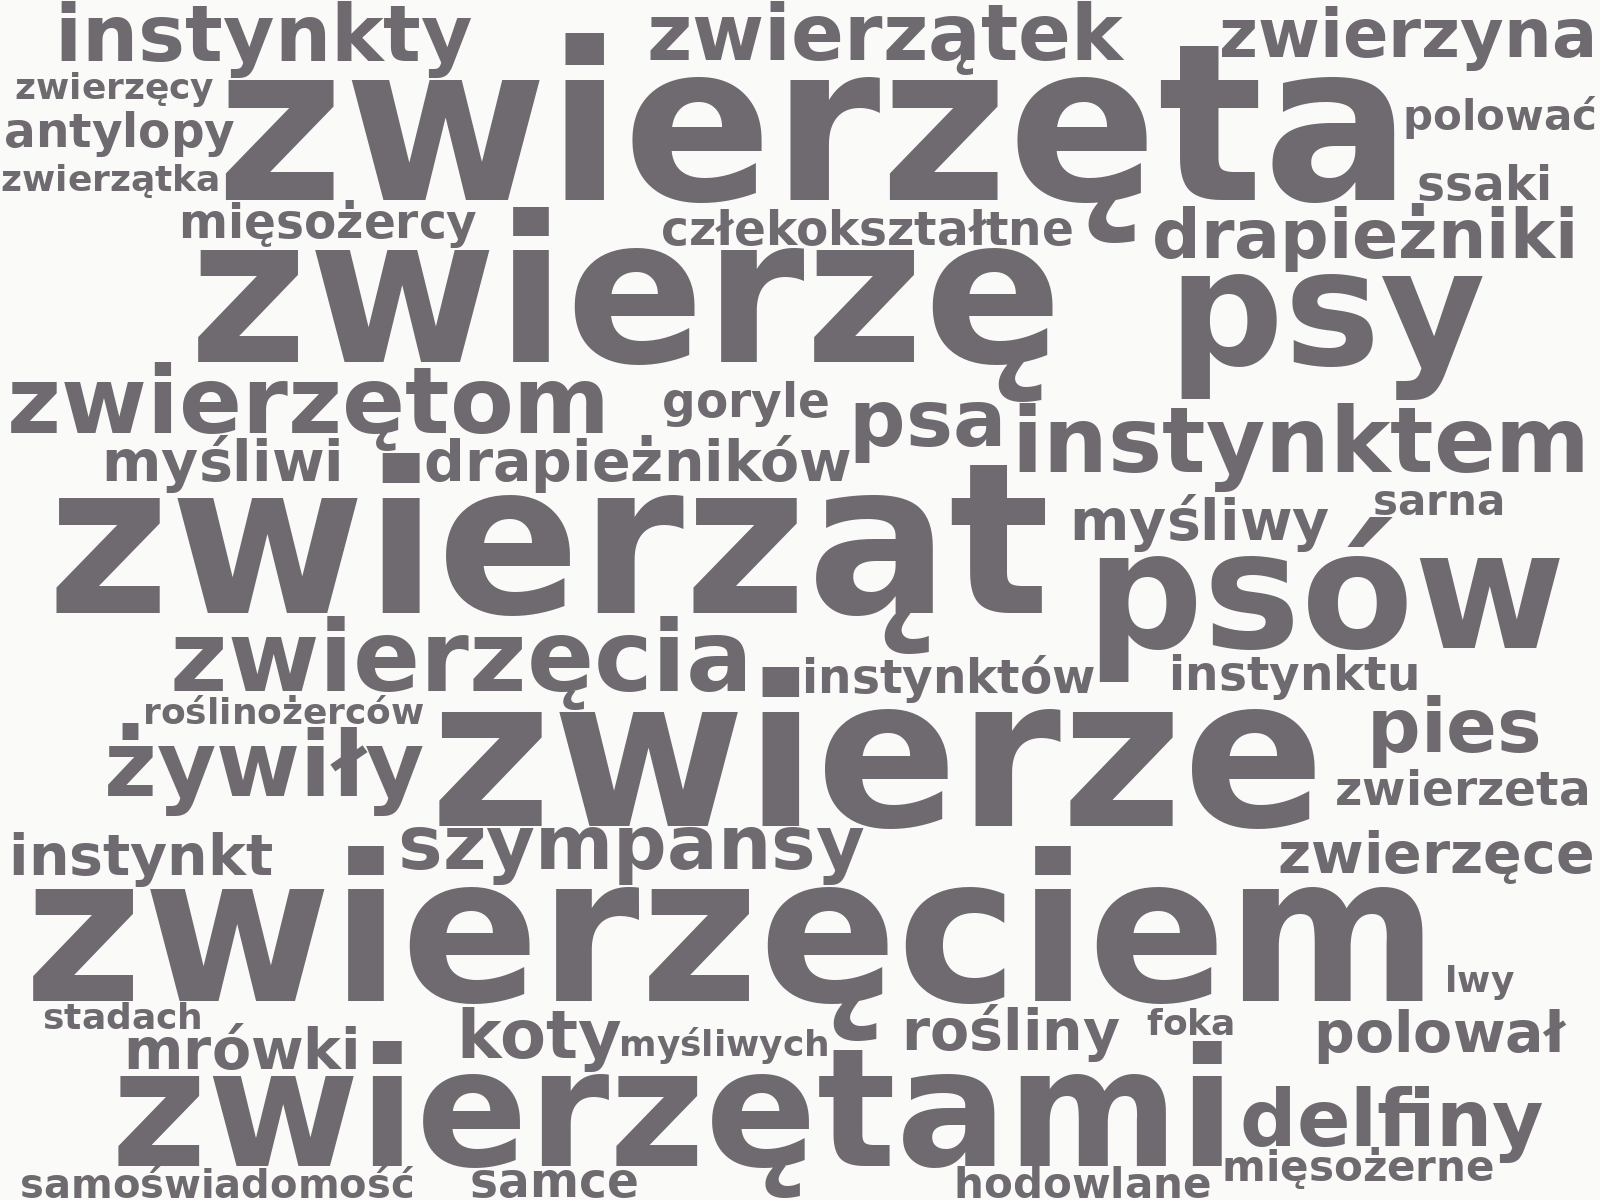 instynkty zwierzątek zwierzyna
zwierzęcy zwierzęta polować
antylopy
zwierzątka ssaki
mięsożercy człekokształtne drapieżniki
zwierzę psy
zwierzętom goryle psa instynktem
myśliwi drapieżników
zwierząt myśliwy sarna
psów
zwierzęcia instynktów instynktu
roślinożerców zwierze pies
żywiły zwierzeta
instynkt szympansy zwierzęce
zwierzęciem lwy
stadach koty myśliwych rośliny foka polował
mrówki
zwierzętami delfiny
samoświadomość samce hodowlane mięsożerne